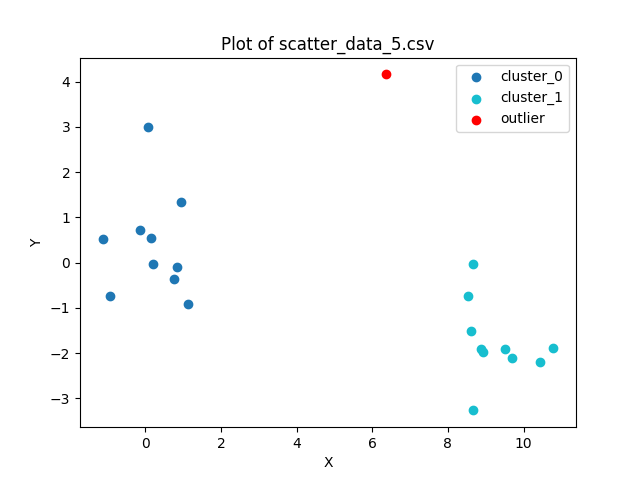 Plot of scatter_data_5.csv
cluster_0
cluster_1
outlier
4
3
2
1
0
−1
−2
−3
Y
0 2 4 6 8 10
X